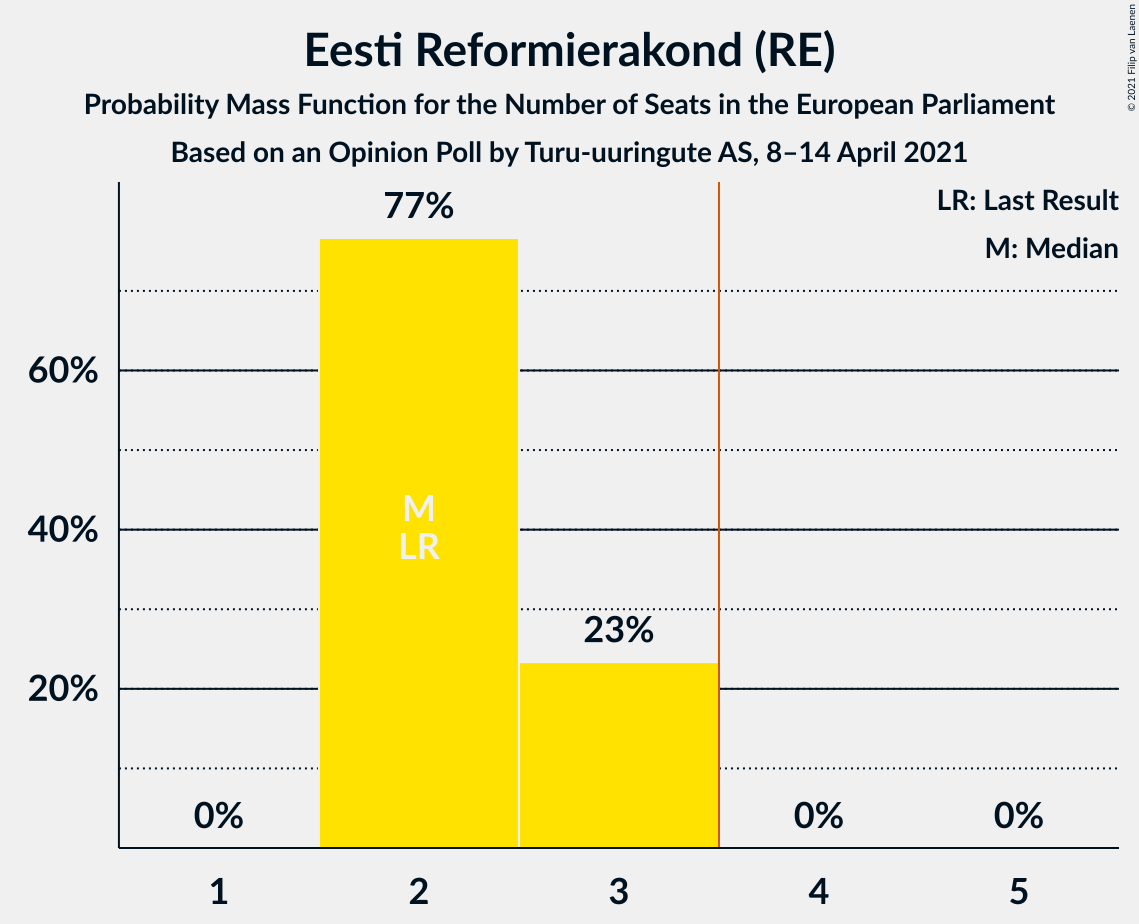 Eesti Reformierakond (RE)
Probability Mass Function for the Number of Seats in the European Parliament
Based on an Opinion Poll by Turu-uuringute AS, 8–14 April 2021
© 2021 Filip van Laenen
LR: Last Result
M: Median
77%
60%
M
40%
LR
23%
20%
0%
0%
0%
1 2 3 4 5